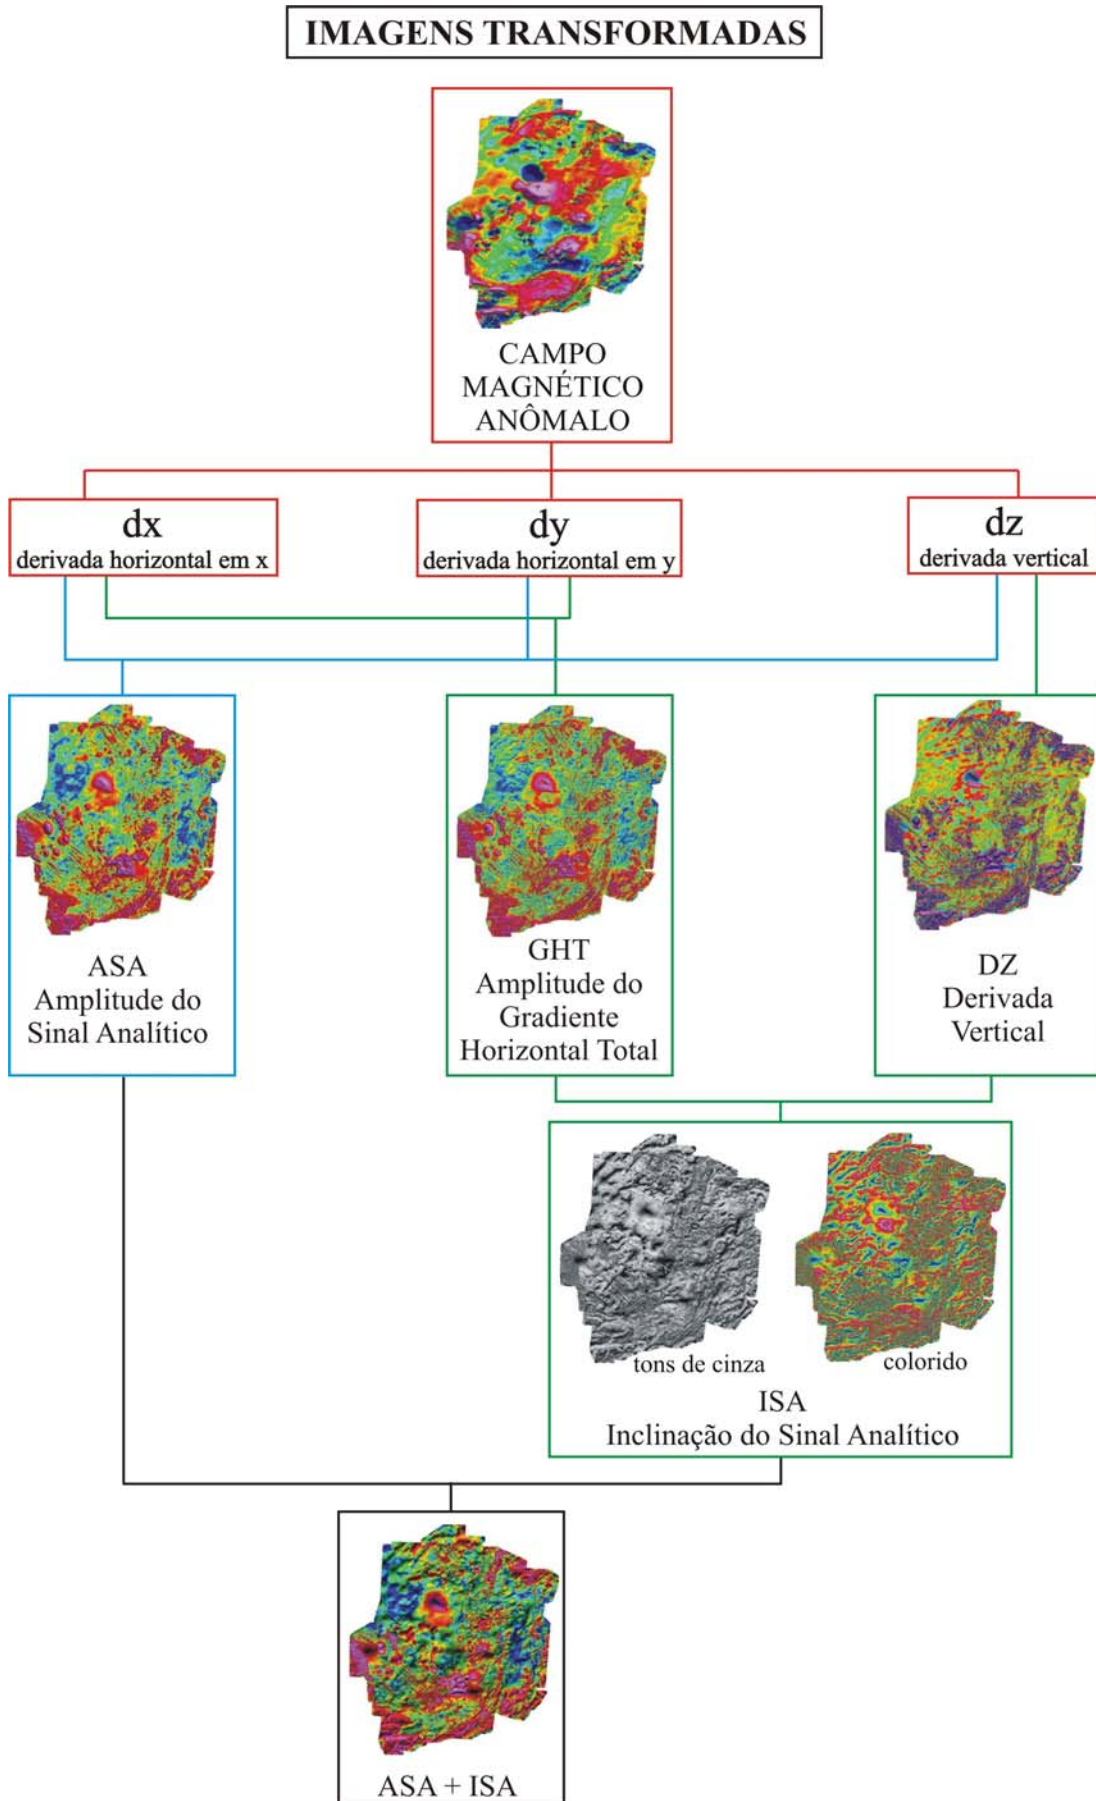 IMAGENS TRANSFORMADAS
CAMPO
MAGNÉTICO
ANÔMALO
dx
derivada horizontal em x
dy
derivada horizontal em y
dz
derivada vertical
ASA
Amplitude do
Sinal Analítico
GHT
Amplitude do
Gradiente
Horizontal Total
DZ
Derivada
Vertical
tons de cinza
colorido
ISA
Inclinação do Sinal Analítico
ASA + ISA